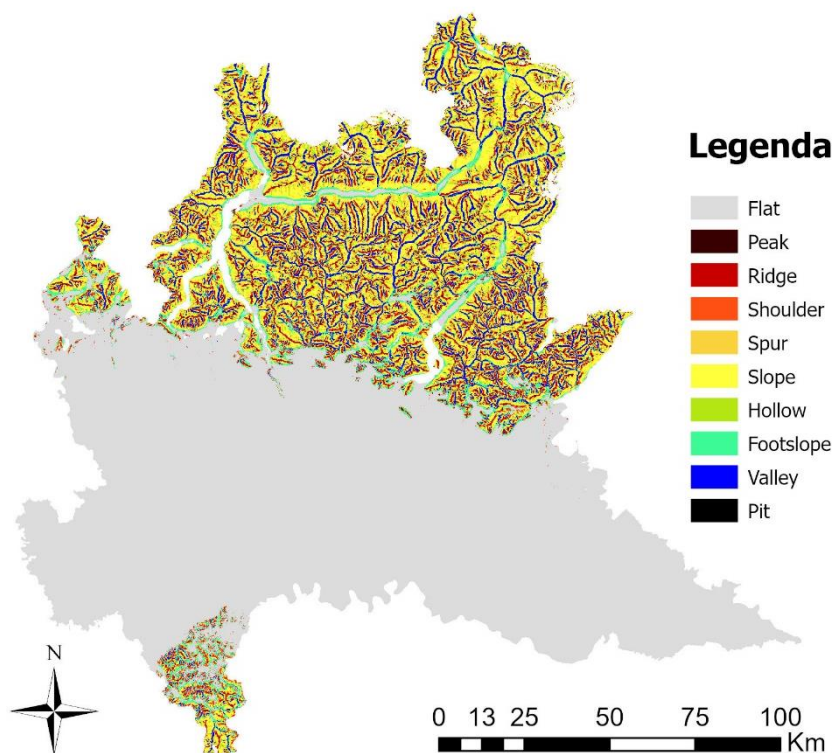 Legenda
Flat
Peak
Ridge
Shoulder
Spur
Slope
Hollow
Footslope
Valley
Pit
N
0 13 25 50 75 100
Km